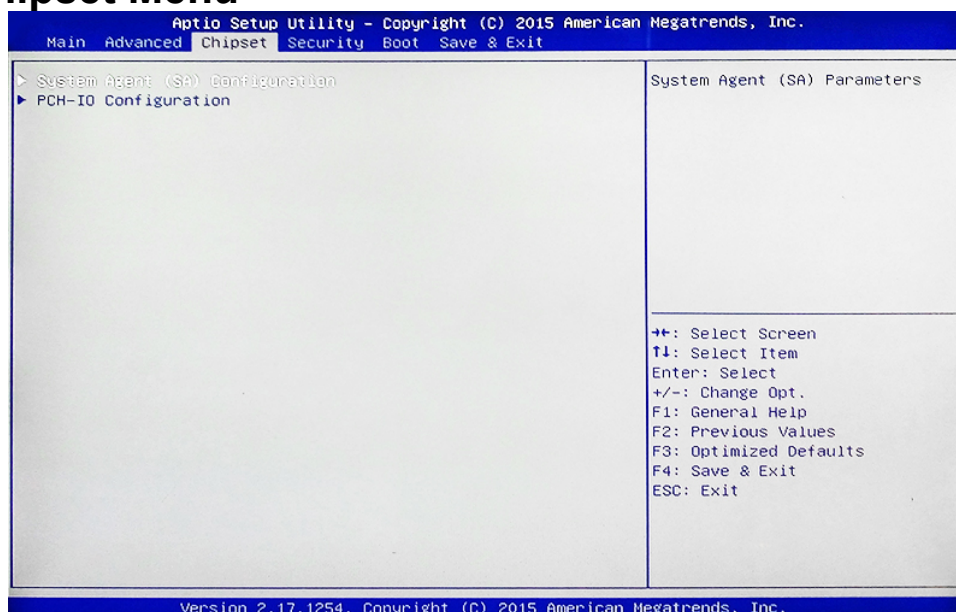 ipset Menu
Aptio Setup Utility – Copyright (C) 2015 American Megatrends, Inc.
Main Advanced Chipset Security Boot Save & Exit
▶ System Agent (SA) Configuration
▶ PCH-IO Configuration
System Agent (SA) Parameters
→←: Select Screen
↑↓: Select Item
Enter: Select
+/-: Change Opt.
F1: General Help
F2: Previous Values
F3: Optimized Defaults
F4: Save & Exit
ESC: Exit
Version 2.17.1254. Copyright (C) 2015 American Megatrends, Inc.